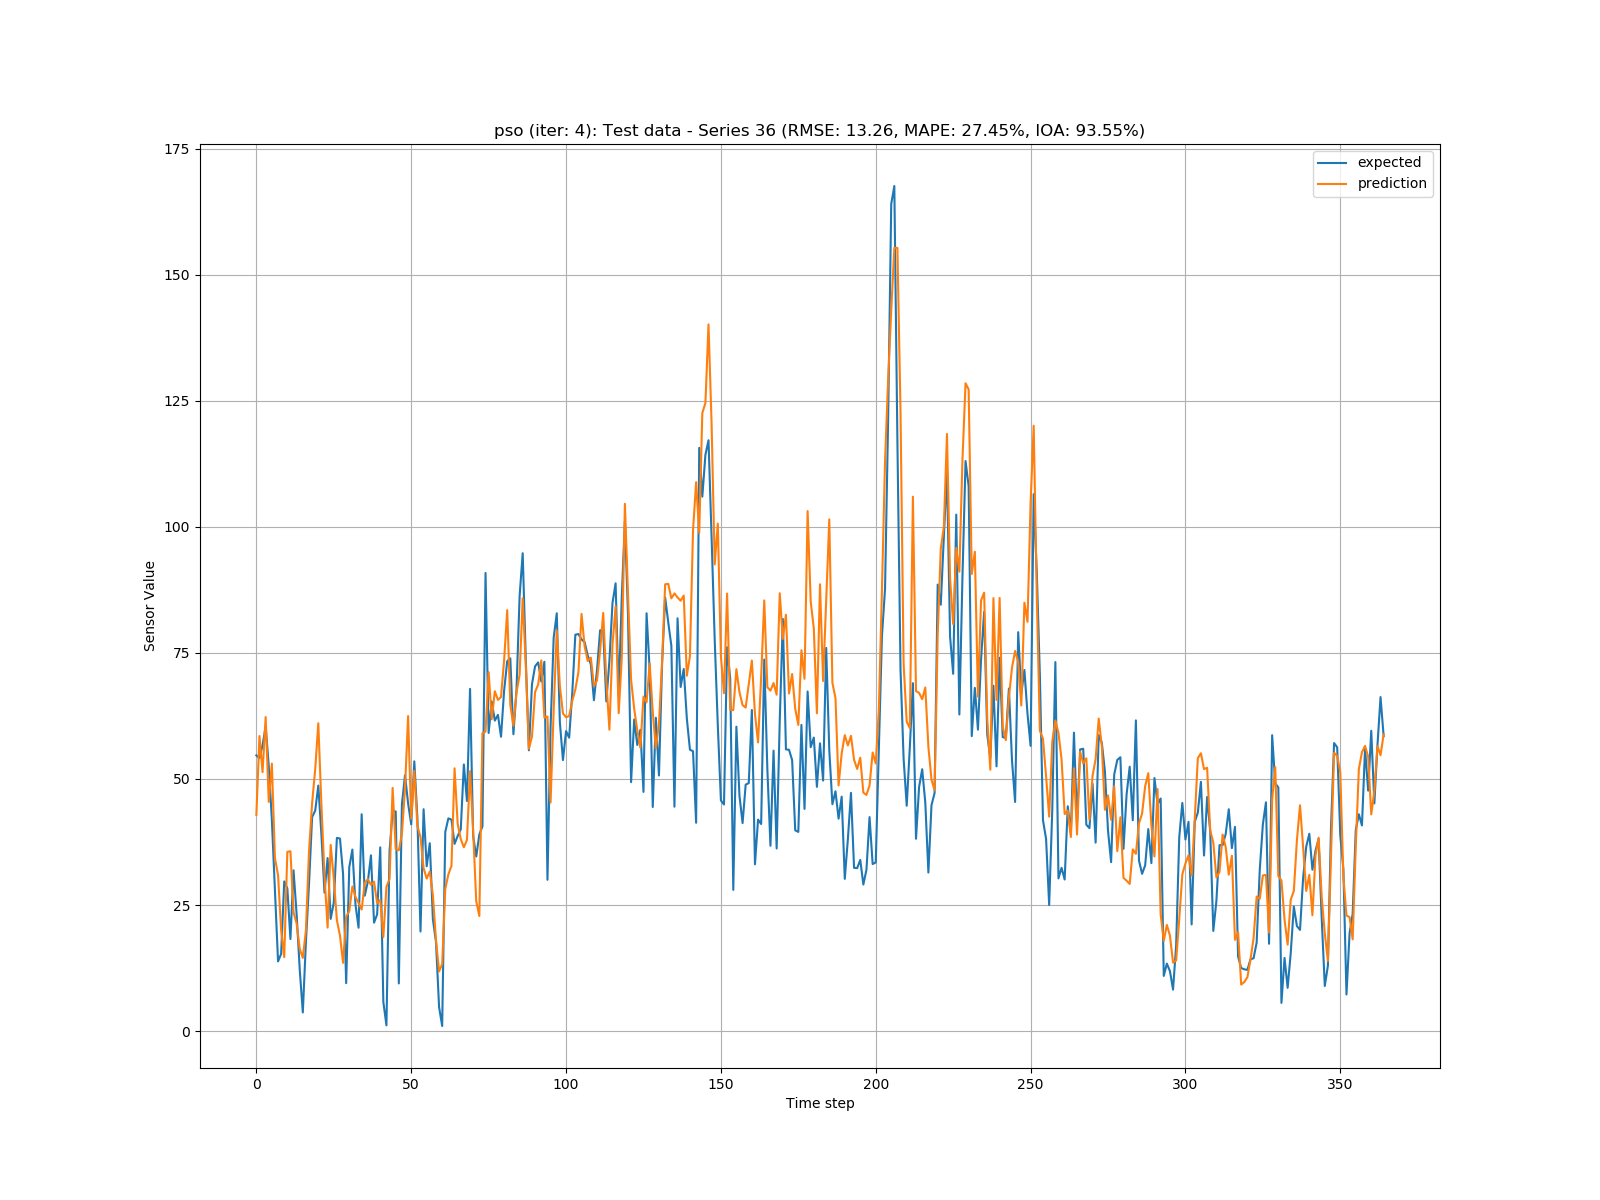 pso (iter: 4): Test data - Series 36 (RMSE: 13.26, MAPE: 27.45%, IOA: 93.55%)
expected
prediction
Sensor Value
175
150
125
100
75
50
25
0
0 50 100 150 200 250 300 350
Time step